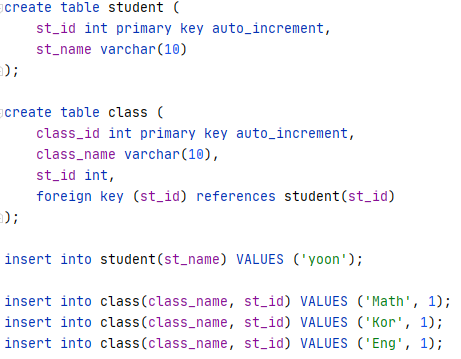 create table student (
    st_id int primary key auto_increment,
    st_name varchar(10)
);
create table class (
    class_id int primary key auto_increment,
    class_name varchar(10),
    st_id int,
    foreign key (st_id) references student(st_id)
);
insert into student(st_name) VALUES ('yoon');
insert into class(class_name, st_id) VALUES ('Math', 1);
insert into class(class_name, st_id) VALUES ('Kor', 1);
insert into class(class_name, st_id) VALUES ('Eng', 1);